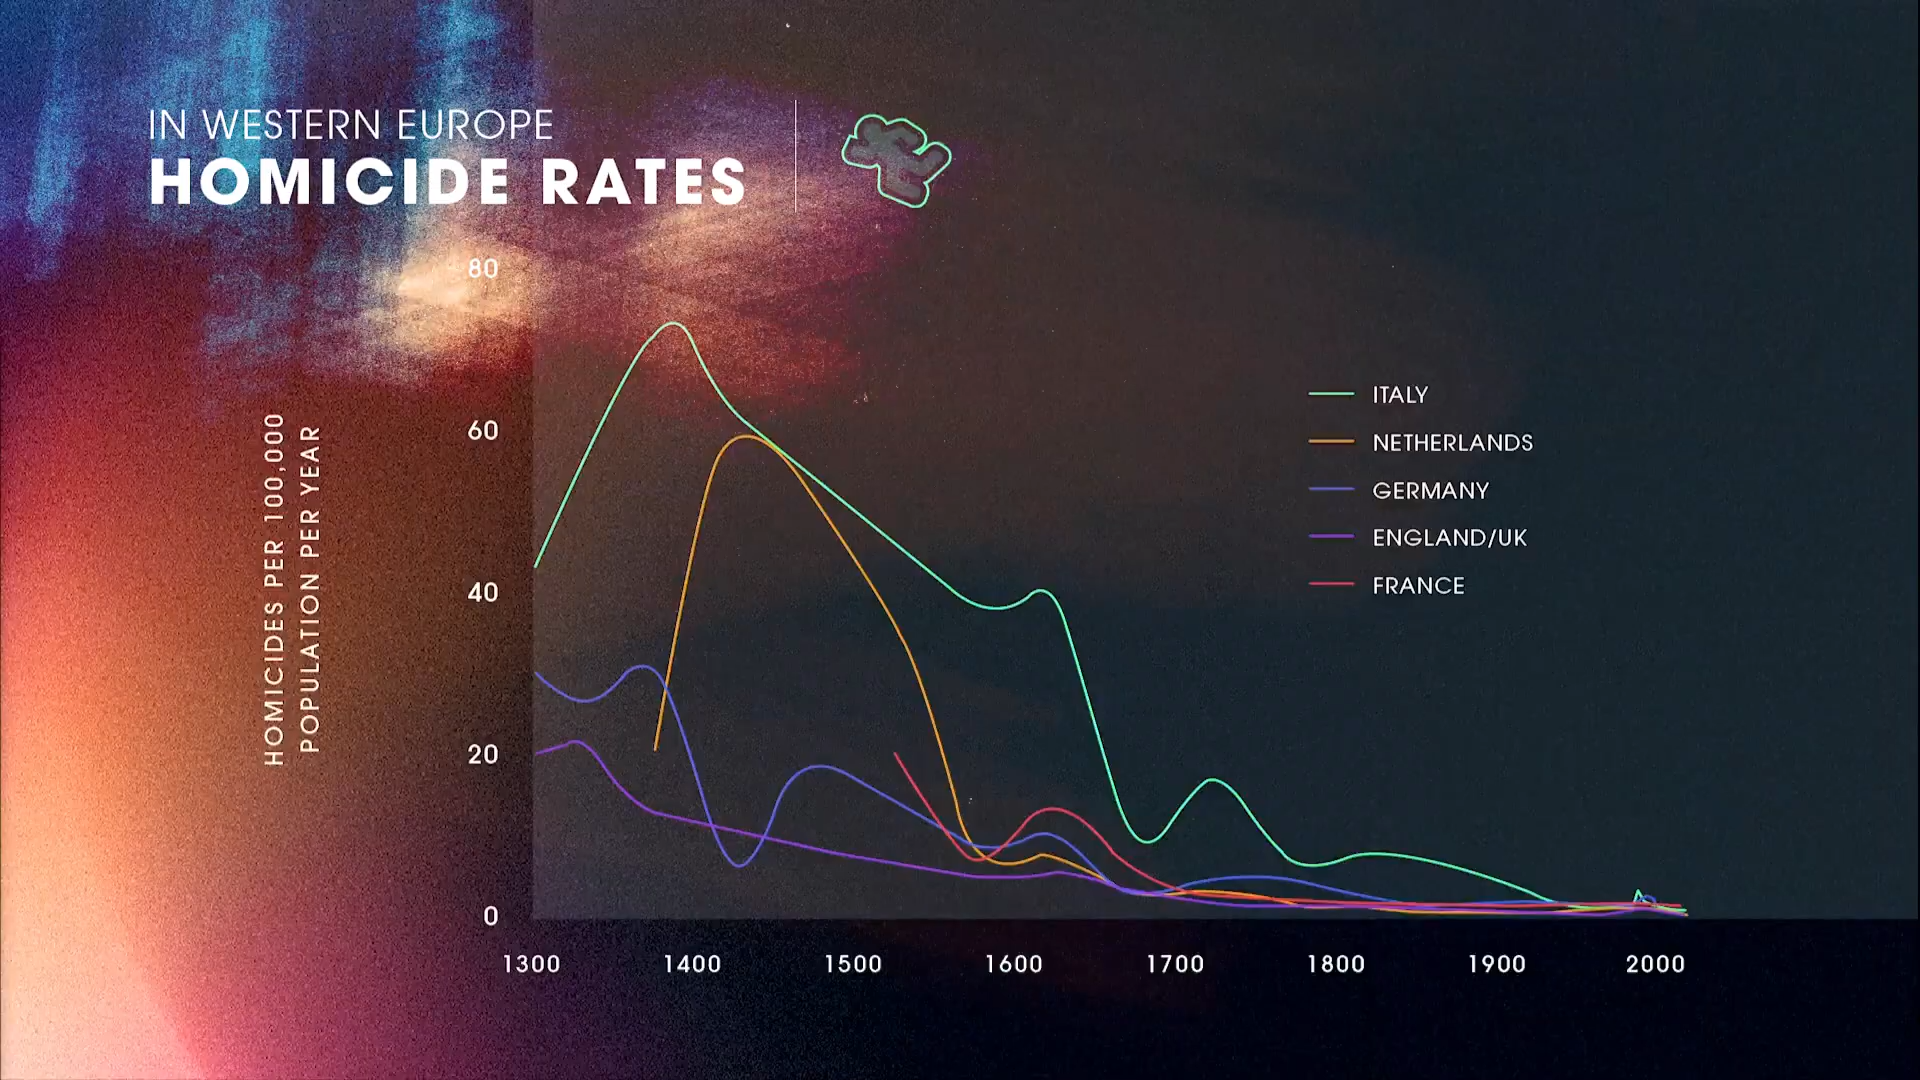 IN WESTERN EUROPE
HOMICIDE RATES
80
60
40
20
0
HOMICIDES PER 100,000
POPULATION PER YEAR
ITALY
NETHERLANDS
GERMANY
ENGLAND/UK
FRANCE
1300 1400 1500 1600 1700 1800 1900 2000